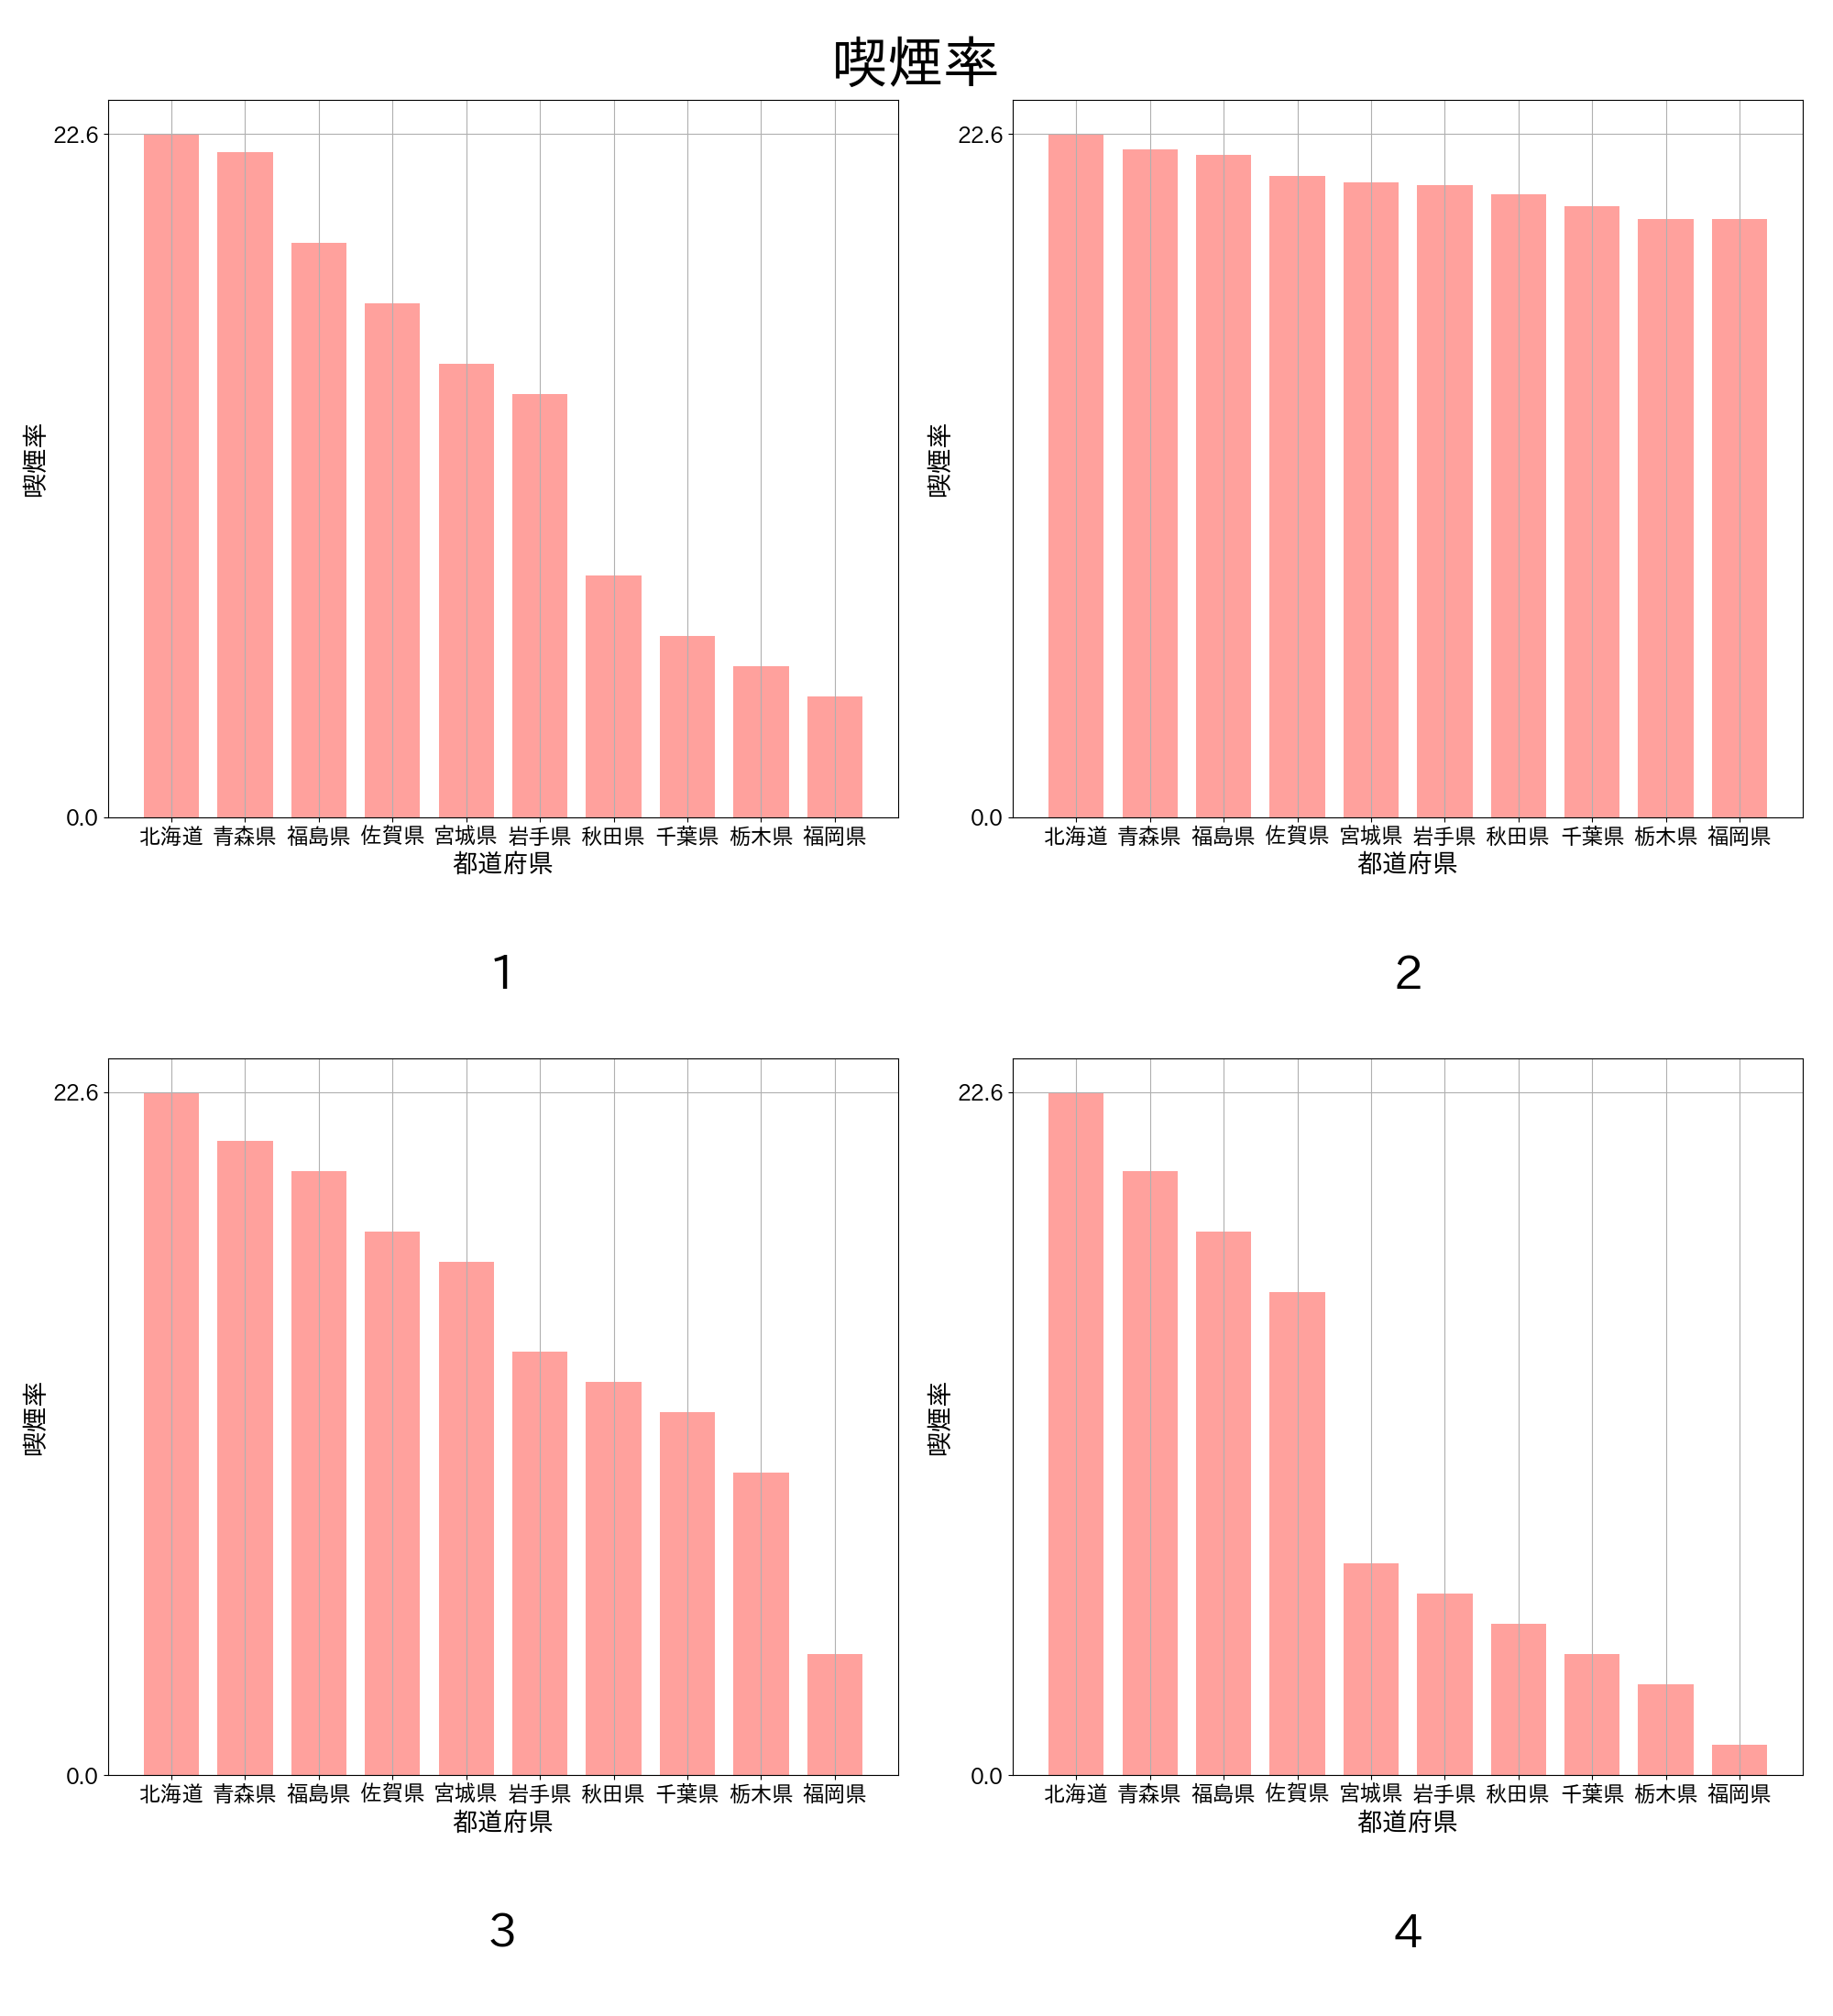 喫煙率
22.6
喫煙率
0.0
北海道 青森県 福島県 佐賀県 宮城県 岩手県 秋田県 千葉県 栃木県 福岡県
都道府県
1
22.6
喫煙率
0.0
北海道 青森県 福島県 佐賀県 宮城県 岩手県 秋田県 千葉県 栃木県 福岡県
都道府県
2
22.6
喫煙率
0.0
北海道 青森県 福島県 佐賀県 宮城県 岩手県 秋田県 千葉県 栃木県 福岡県
都道府県
3
22.6
喫煙率
0.0
北海道 青森県 福島県 佐賀県 宮城県 岩手県 秋田県 千葉県 栃木県 福岡県
都道府県
4